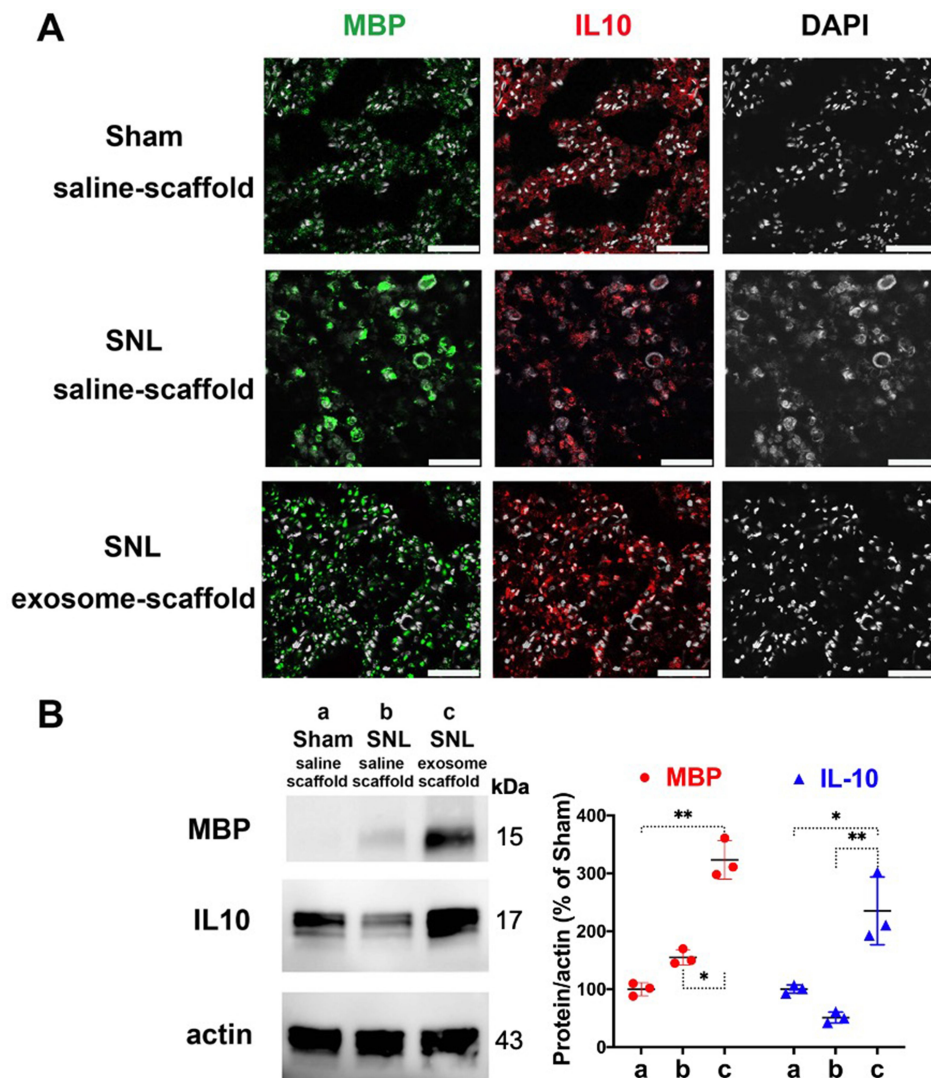 A
MBP IL10 DAPI
Sham
saline-scaffold
SNL
saline-scaffold
SNL
exosome-scaffold
B
a b c
Sham SNL SNL
saline saline exosome
scaffold scaffold scaffold
kDa
MBP 15
IL10 17
actin 43
MBP IL-10
Protein/actin (% of Sham)
400
300
200
100
0
** * ** *
a b c a b c